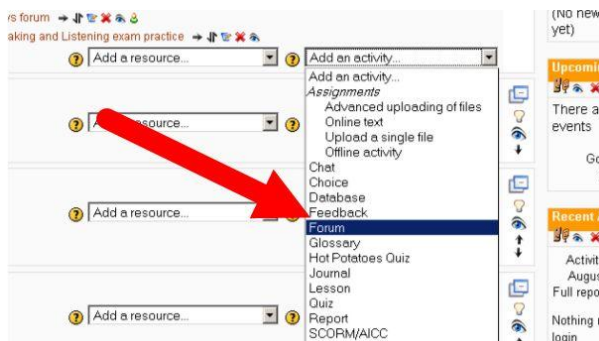 ys forum
aking and Listening exam practice
Add a resource...
Add an activity...
Add an activity...
Assignments
Advanced uploading of files
Online text
Upload a single file
Offline activity
Chat
Choice
Database
Feedback
Forum
Glossary
Hot Potatoes Quiz
Journal
Lesson
Quiz
Report
SCORM/AICC
Add a resource...
Add a resource...
Add a resource...
(No new
yet)
Upcomin
There a
events
Go
Recent A
Activit
Augus
Full repo
Nothing
login